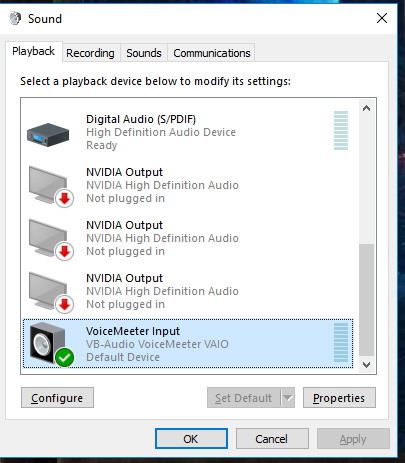 Sound
Playback Recording Sounds Communications
Select a playback device below to modify its settings:
Digital Audio (S/PDIF)
High Definition Audio Device
Ready
NVIDIA Output
NVIDIA High Definition Audio
Not plugged in
NVIDIA Output
NVIDIA High Definition Audio
Not plugged in
NVIDIA Output
NVIDIA High Definition Audio
Not plugged in
VoiceMeeter Input
VB-Audio VoiceMeeter VAIO
Default Device
Configure Set Default Properties
OK Cancel Apply